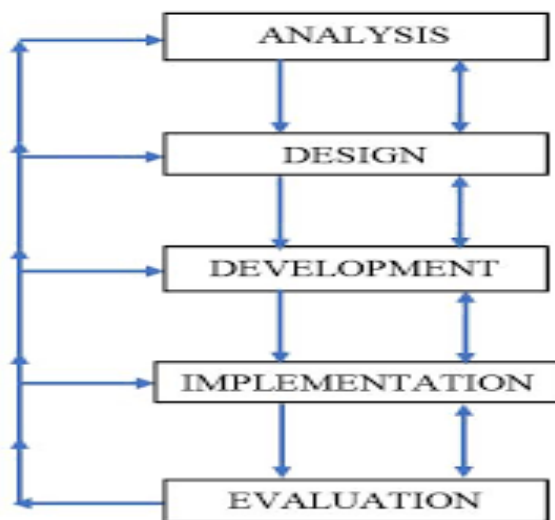 ANALYSIS
DESIGN
DEVELOPMENT
IMPLEMENTATION
EVALUATION